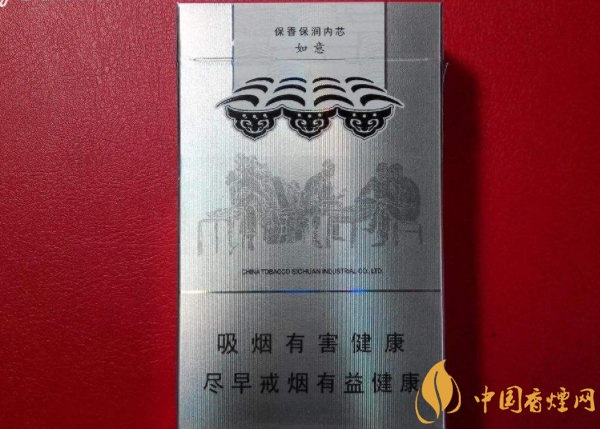 保香保润内芯
如意
CHINA TOBACCO SICHUAN INDUSTRIAL CO., LTD.
吸烟有害健康
尽早戒烟有益健康
中国香煙网